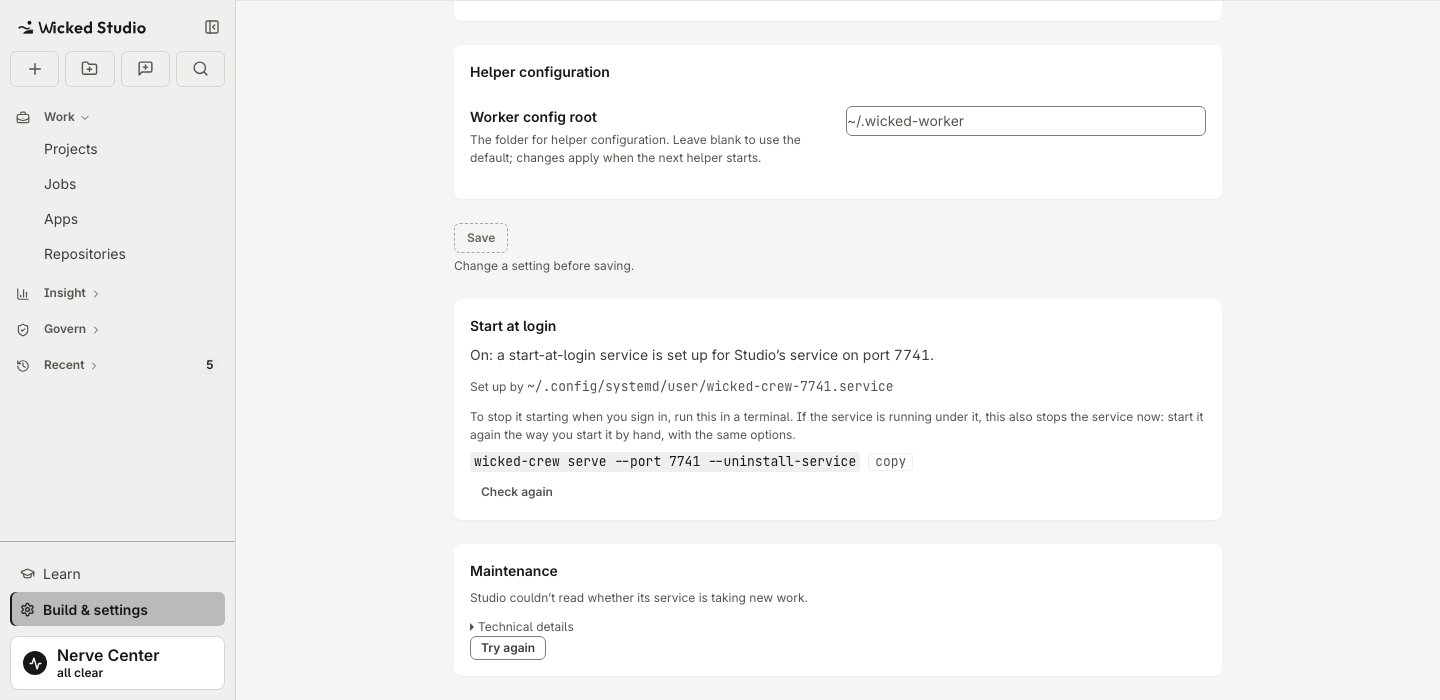 Wicked Studio
Work
Projects
Jobs
Apps
Repositories
Insight
Govern
Recent 5
Learn
Build & settings
Nerve Center
all clear
Helper configuration
Worker config root
The folder for helper configuration. Leave blank to use the
default; changes apply when the next helper starts.
~/.wicked-worker
Save
Change a setting before saving.
Start at login
On: a start-at-login service is set up for Studio’s service on port 7741.
Set up by ~/.config/systemd/user/wicked-crew-7741.service
To stop it starting when you sign in, run this in a terminal. If the service is running under it, this also stops the service now: start it
again the way you start it by hand, with the same options.
wicked-crew serve --port 7741 --uninstall-service copy
Check again
Maintenance
Studio couldn’t read whether its service is taking new work.
Technical details
Try again